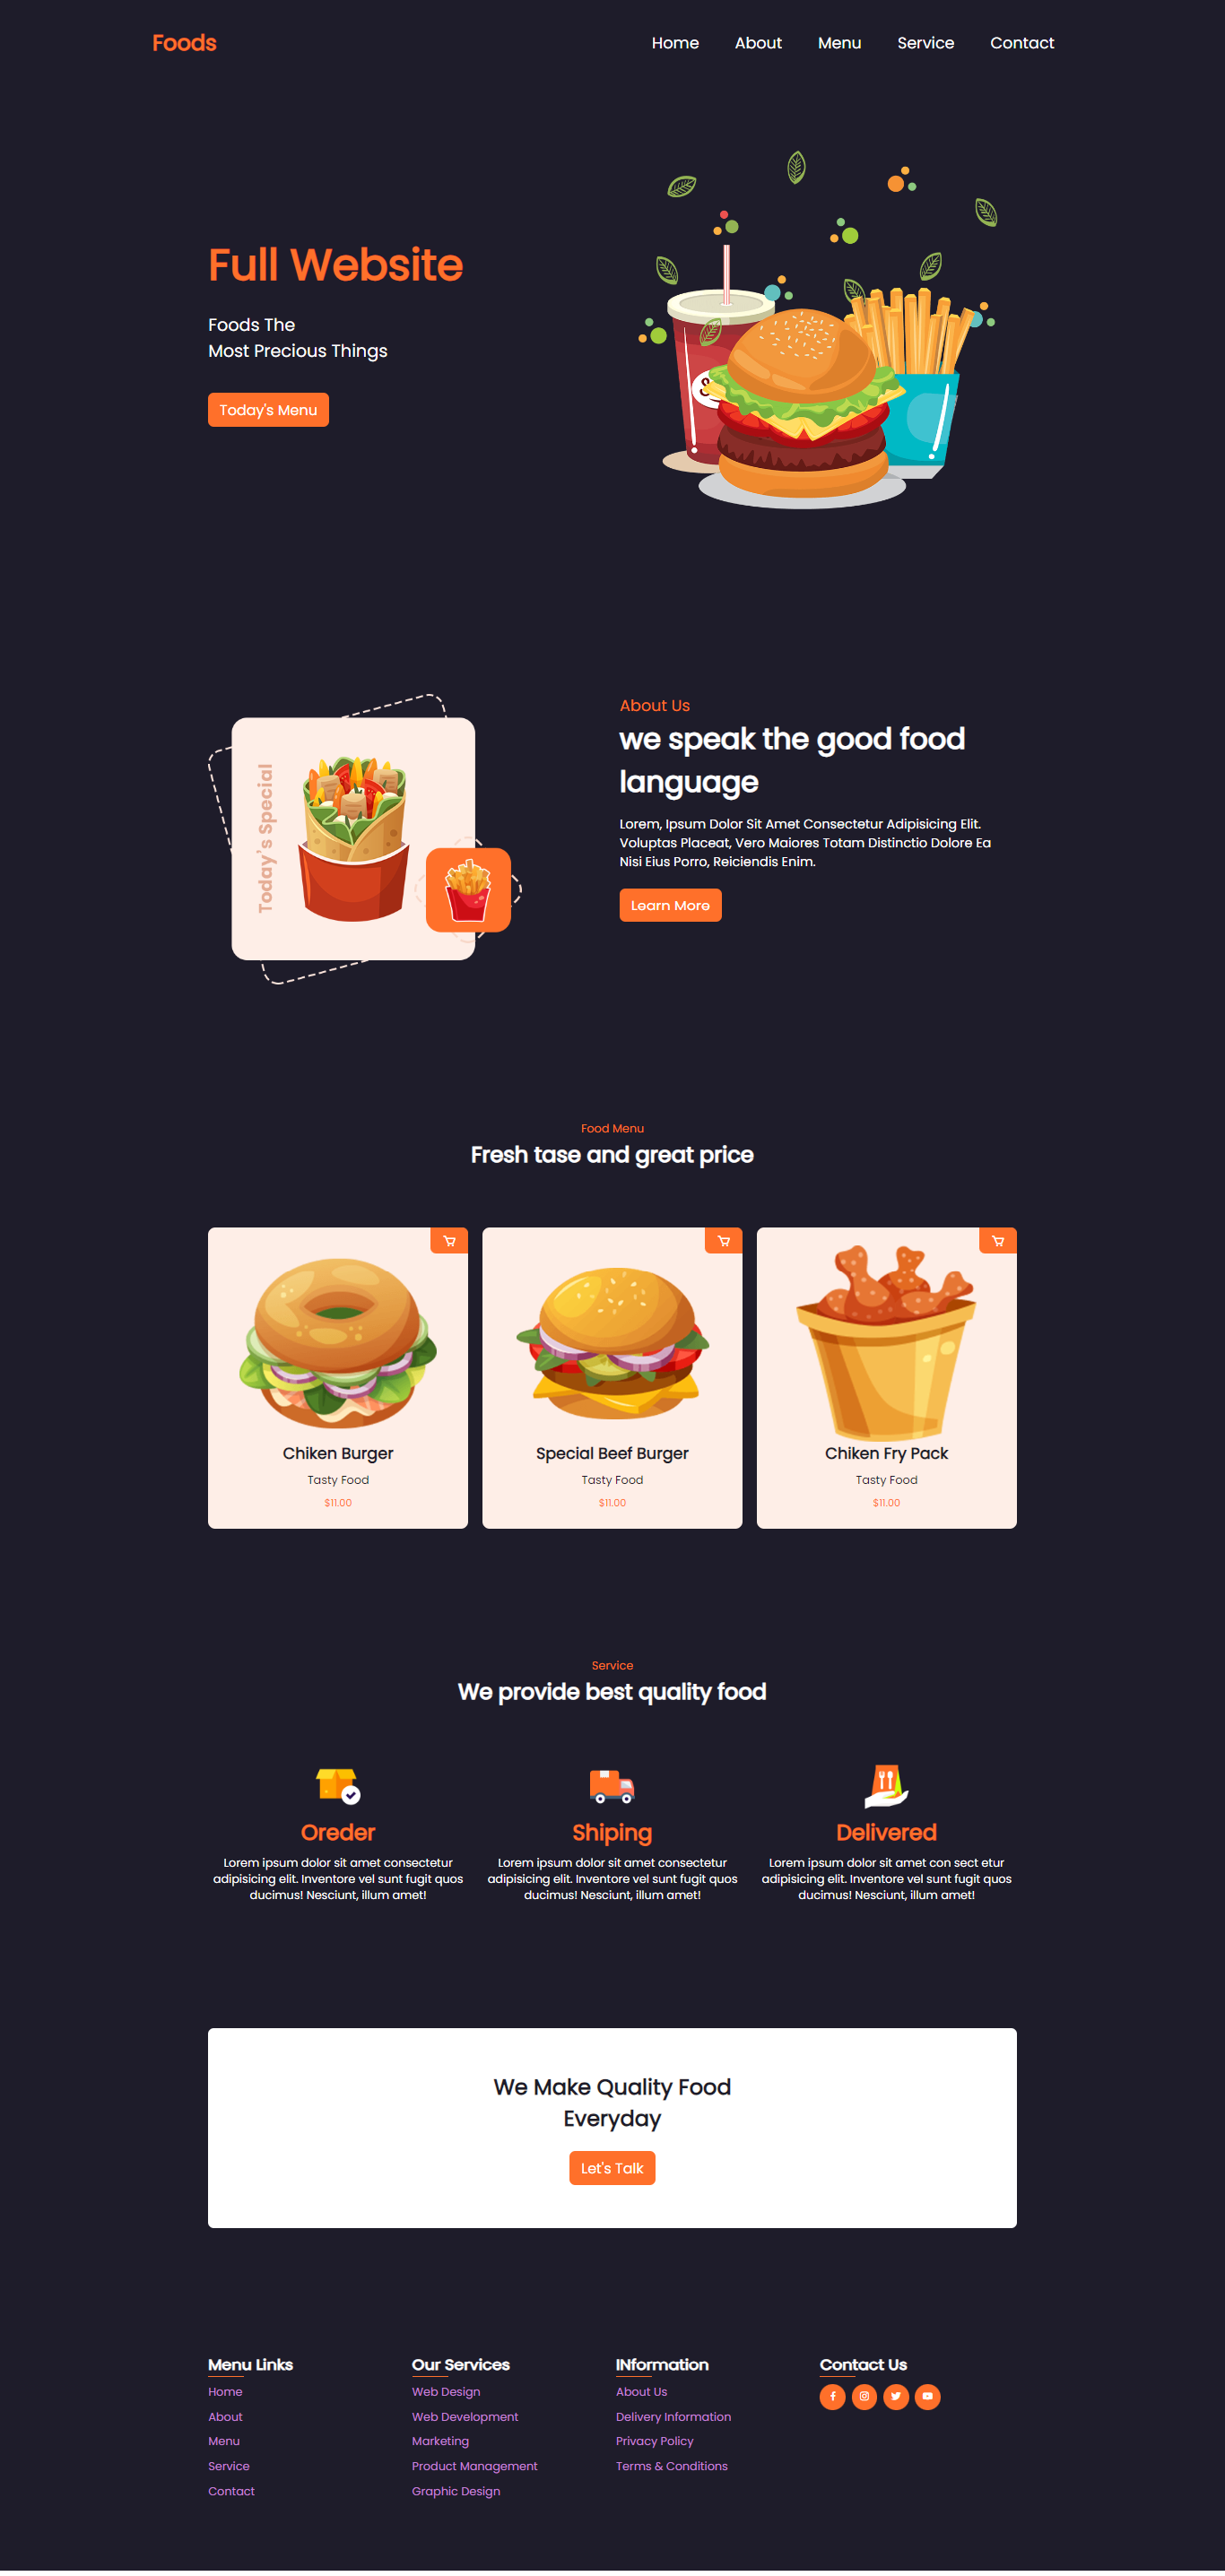 Foods
Home
About
Menu
Service
Contact
Full Website
Foods The
Most Precious Things
Today's Menu
Today's Special
About Us
we speak the good food
language
Lorem, Ipsum Dolor Sit Amet Consectetur Adipisicing Elit.
Voluptas Placeat, Vero Maiores Totam Distinctio Dolore Ea
Nisi Eius Porro, Reiciendis Enim.
Learn More
Food Menu
Fresh tase and great price
Chiken Burger
Tasty Food
$11.00
Special Beef Burger
Tasty Food
$11.00
Chiken Fry Pack
Tasty Food
$11.00
Service
We provide best quality food
Oreder
Lorem ipsum dolor sit amet consectetur
adipisicing elit. Inventore vel sunt fugit quos
ducimus! Nesciunt, illum amet!
Shiping
Lorem ipsum dolor sit amet consectetur
adipisicing elit. Inventore vel sunt fugit quos
ducimus! Nesciunt, illum amet!
Delivered
Lorem ipsum dolor sit amet con sect etur
adipisicing elit. Inventore vel sunt fugit quos
ducimus! Nesciunt, illum amet!
We Make Quality Food
Everyday
Let's Talk
Menu Links
Home
About
Menu
Service
Contact
Our Services
Web Design
Web Development
Marketing
Product Management
Graphic Design
INformation
About Us
Delivery Information
Privacy Policy
Terms & Conditions
Contact Us